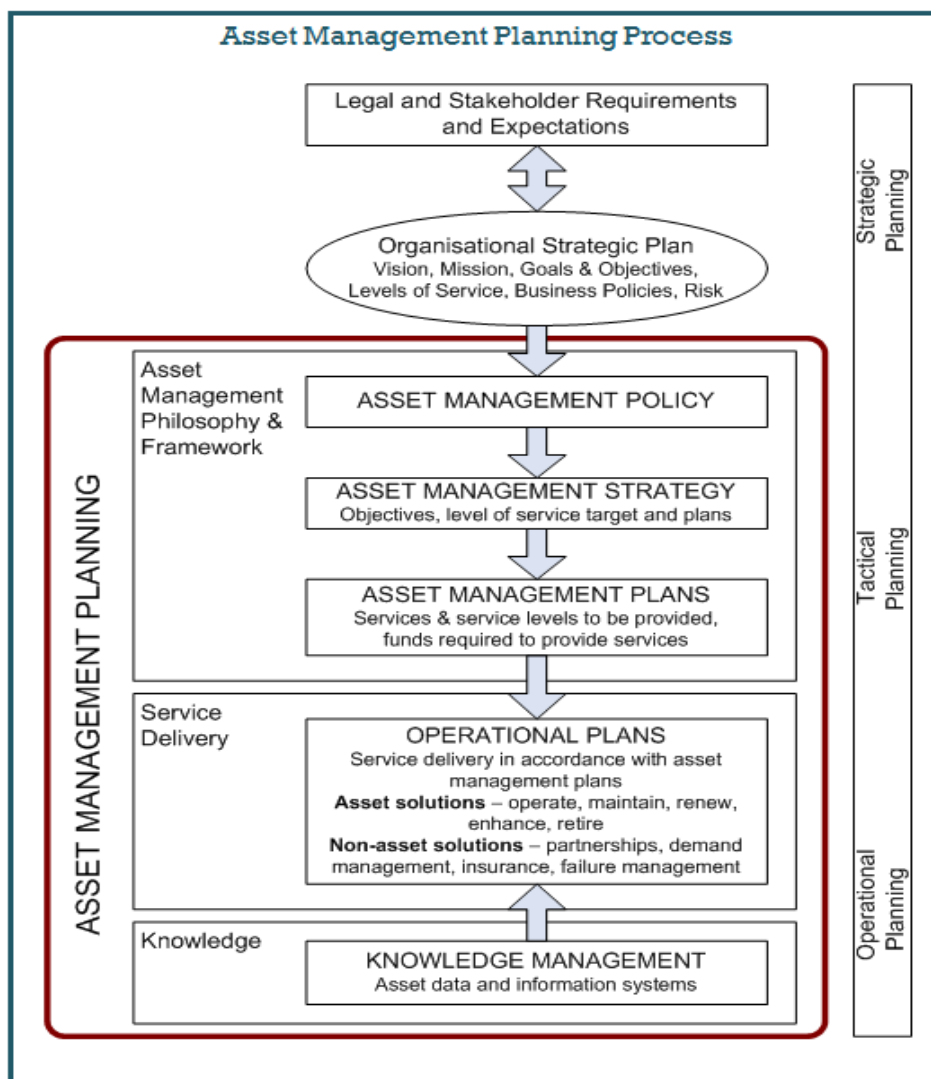 Asset Management Planning Process
Legal and Stakeholder Requirements
and Expectations
Organisational Strategic Plan
Vision, Mission, Goals & Objectives,
Levels of Service, Business Policies, Risk
Strategic
Planning
ASSET MANAGEMENT PLANNING
Asset
Management
Philosophy &
Framework
ASSET MANAGEMENT POLICY
ASSET MANAGEMENT STRATEGY
Objectives, level of service target and plans
ASSET MANAGEMENT PLANS
Services & service levels to be provided,
funds required to provide services
Tactical
Planning
Service
Delivery
OPERATIONAL PLANS
Service delivery in accordance with asset
management plans
Asset solutions – operate, maintain, renew,
enhance, retire
Non-asset solutions – partnerships, demand
management, insurance, failure management
Operational
Planning
Knowledge
KNOWLEDGE MANAGEMENT
Asset data and information systems